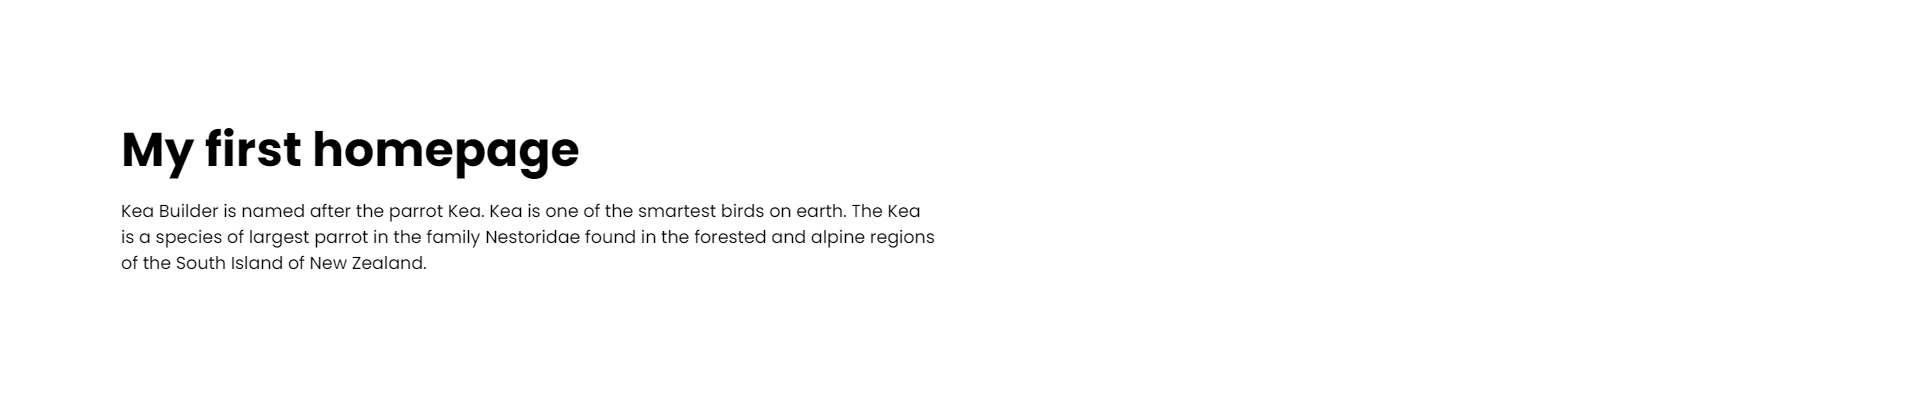 My first homepage
Kea Builder is named after the parrot Kea. Kea is one of the smartest birds on earth. The Kea
is a species of largest parrot in the family Nestoridae found in the forested and alpine regions
of the South Island of New Zealand.